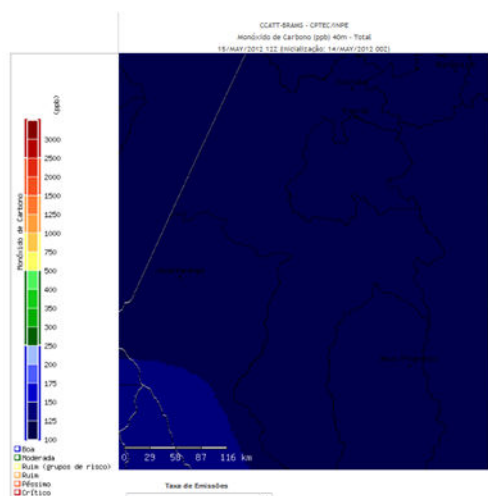 CCATT-BRAMS - CPTEC/INPE
Monóxido de Carbono (ppb) 40m - Total
15/MAY/2012 12Z (Inicialização: 14/MAY/2012 00Z)
(ppb)
Monóxido de Carbono
3000
2500
2000
1500
1250
1000
750
500
400
350
300
250
200
175
150
125
100
0 29 58 87 116 km
Boa
Moderada
Ruim (grupos de risco)
Ruim
Péssimo
Crítico
Taxa de Emissões